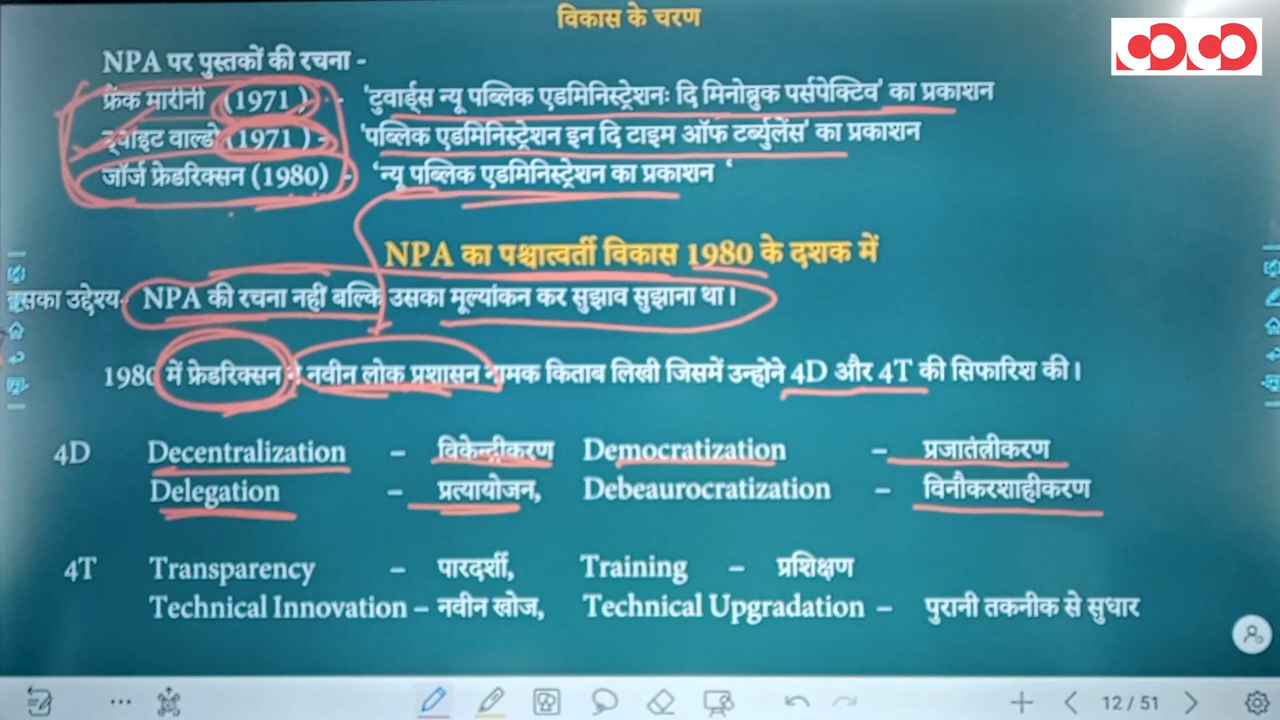 विकास के चरण
NPA पर पुस्तकों की रचना -
फ्रैंक मारीनी (1971) - 'टुवार्ड्स न्यू पब्लिक एडमिनिस्ट्रेशनः दि मिनोब्रुक पर्सपेक्टिव' का प्रकाशन
ड्वाइट वाल्डो (1971) - 'पब्लिक एडमिनिस्ट्रेशन इन दि टाइम ऑफ टर्ब्युलेंस' का प्रकाशन
जॉर्ज फ्रेडरिक्सन (1980) - 'न्यू पब्लिक एडमिनिस्ट्रेशन का प्रकाशन '
NPA का पश्चात्वर्ती विकास 1980 के दशक में
इसका उद्देश्य- NPA की रचना नहीं बल्कि उसका मूल्यांकन कर सुझाव सुझाना था।
1980 में फ्रेडरिक्सन ने नवीन लोक प्रशासन नामक किताब लिखी जिसमें उन्होंने 4D और 4T की सिफारिश की।
4D Decentralization - विकेन्द्रीकरण Democratization - प्रजातंत्रीकरण
Delegation - प्रत्यायोजन, Debeaurocratization - विनौकरशाहीकरण
4T Transparency - पारदर्शी, Training - प्रशिक्षण
Technical Innovation - नवीन खोज, Technical Upgradation - पुरानी तकनीक से सुधार
12 / 51